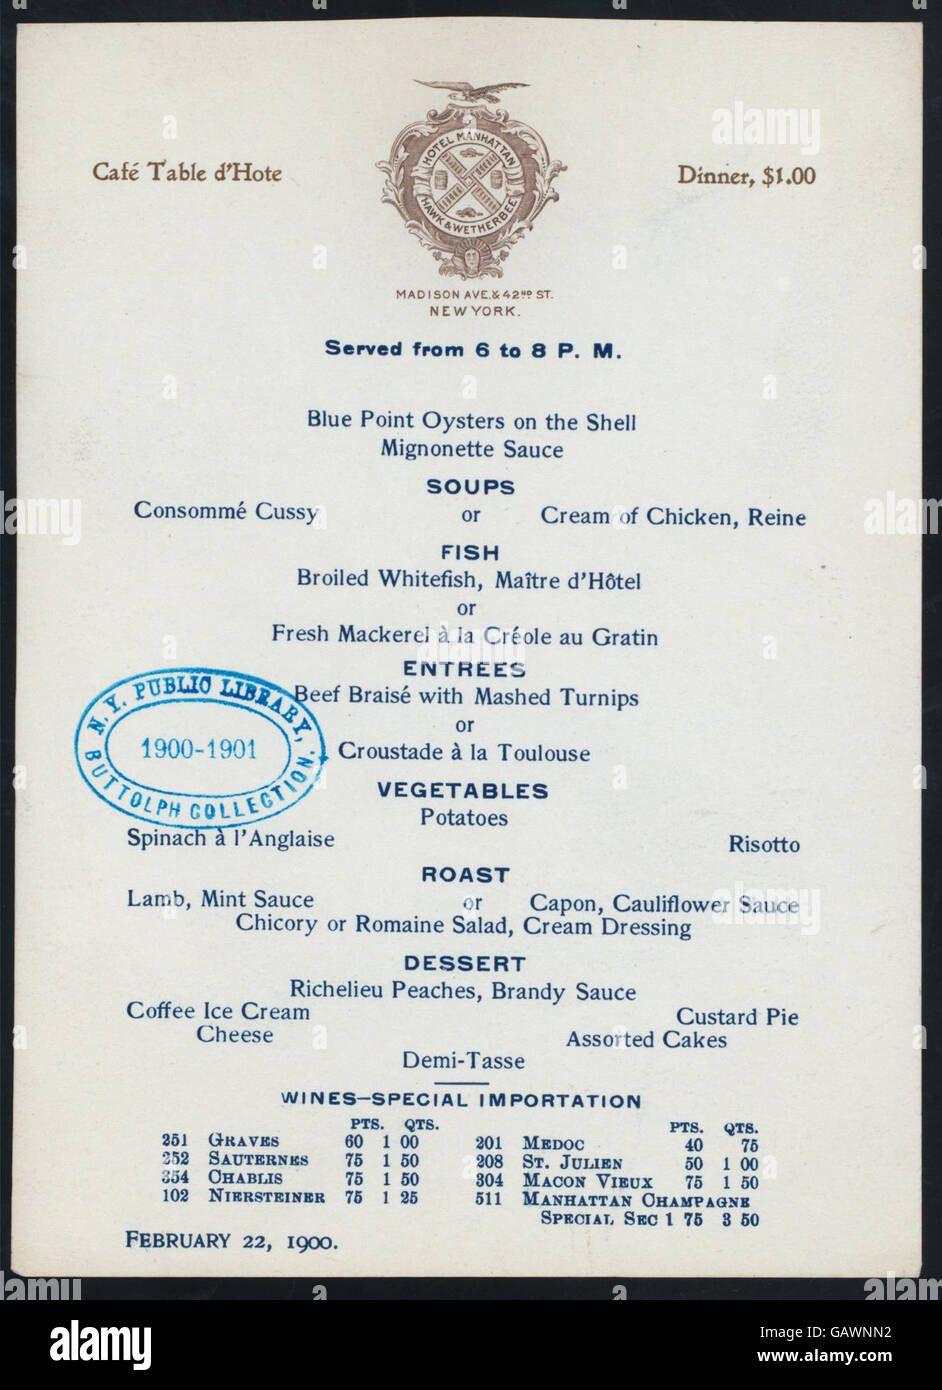 HOTEL MANHATTAN
HAWK & WETHERBEE
Café Table d'Hote
Dinner, $1.00
MADISON AVE. & 42ND ST.
NEW YORK.
Served from 6 to 8 P. M.
Blue Point Oysters on the Shell
Mignonette Sauce
SOUPS
Consommé Cussy or Cream of Chicken, Reine
FISH
Broiled Whitefish, Maître d'Hôtel
or
Fresh Mackerel à la Créole au Gratin
ENTREES
Beef Braisé with Mashed Turnips
or
Croustade à la Toulouse
N. Y. PUBLIC LIBRARY,
1900-1901
BUTTOLPH COLLECTION.
VEGETABLES
Potatoes
Spinach à l'Anglaise Risotto
ROAST
Lamb, Mint Sauce or Capon, Cauliflower Sauce
Chicory or Romaine Salad, Cream Dressing
DESSERT
Richelieu Peaches, Brandy Sauce
Coffee Ice Cream Custard Pie
Cheese Assorted Cakes
Demi-Tasse
WINES—SPECIAL IMPORTATION
PTS. QTS. PTS. QTS.
251 GRAVES 60 1 00 201 MEDOC 40 75
252 SAUTERNES 75 1 50 208 ST. JULIEN 50 1 00
354 CHABLIS 75 1 50 304 MACON VIEUX 75 1 50
102 NIERSTEINER 75 1 25 511 MANHATTAN CHAMPAGNE
SPECIAL SEC 1 75 3 50
FEBRUARY 22, 1900.
alamy stock photo
GAWNN2
www.alamy.com